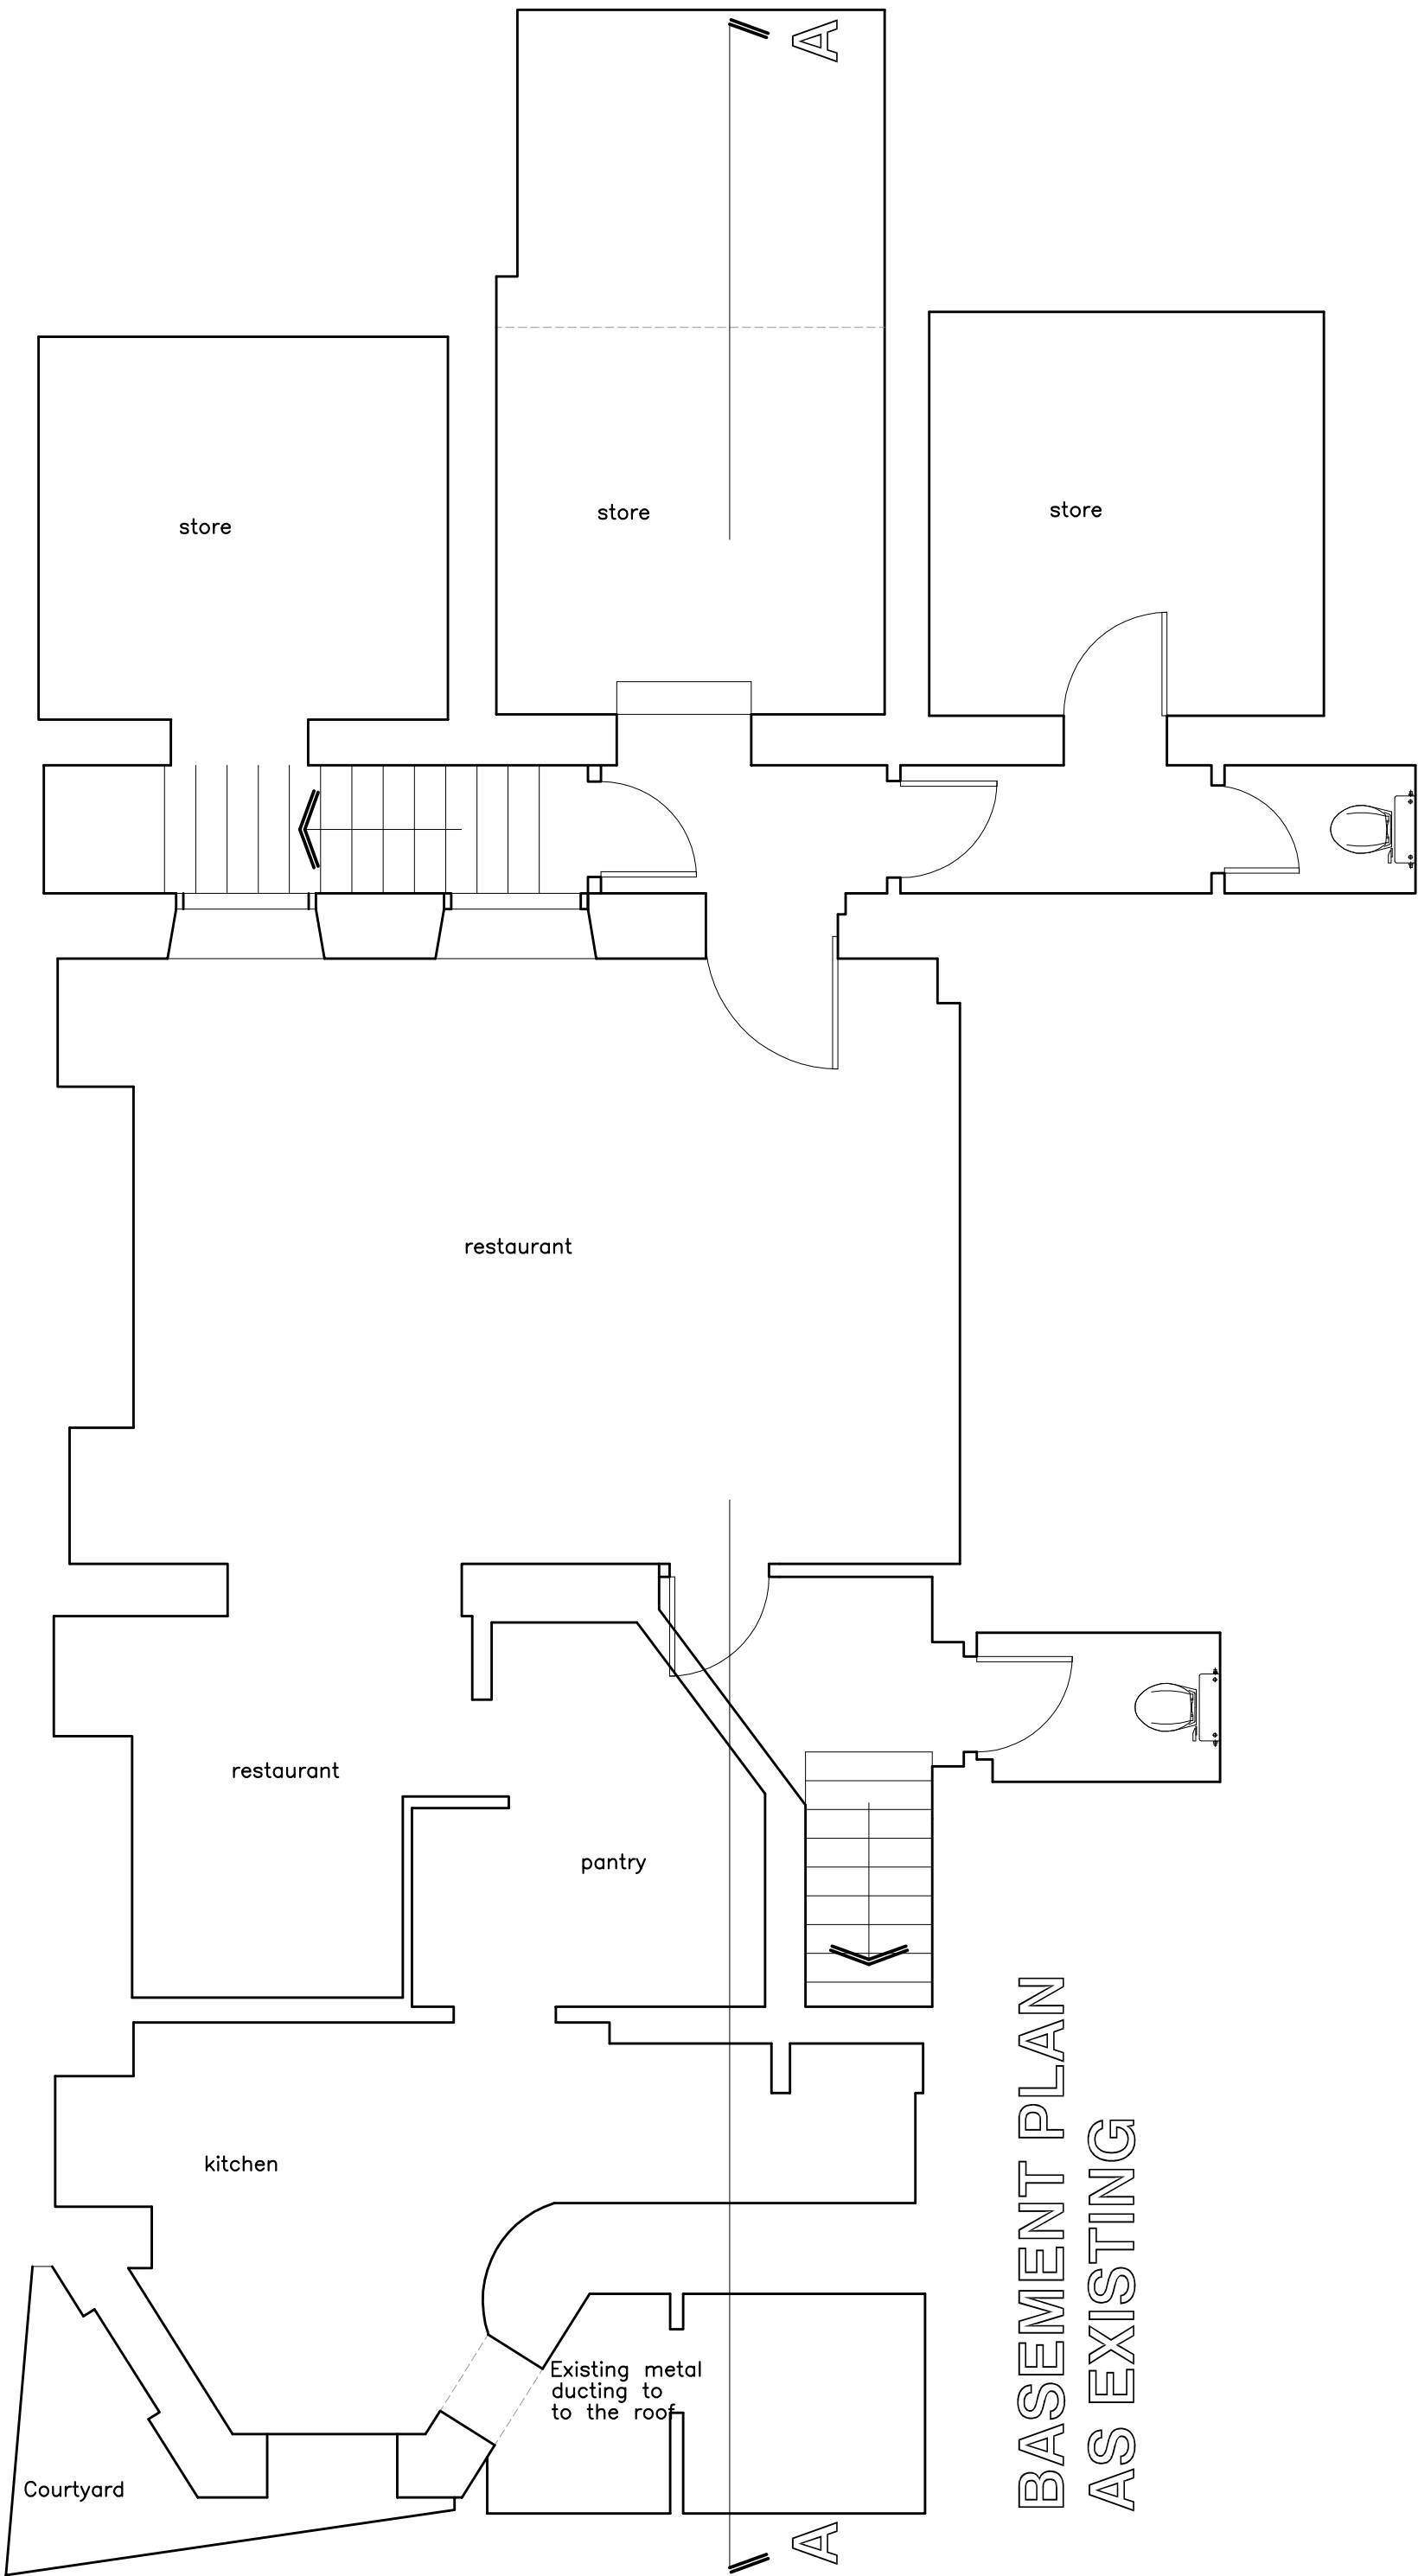 A
store
store
store
restaurant
restaurant
pantry
kitchen
Existing metal
ducting to
to the roof
Courtyard
A
BASEMENT PLAN
AS EXISTING